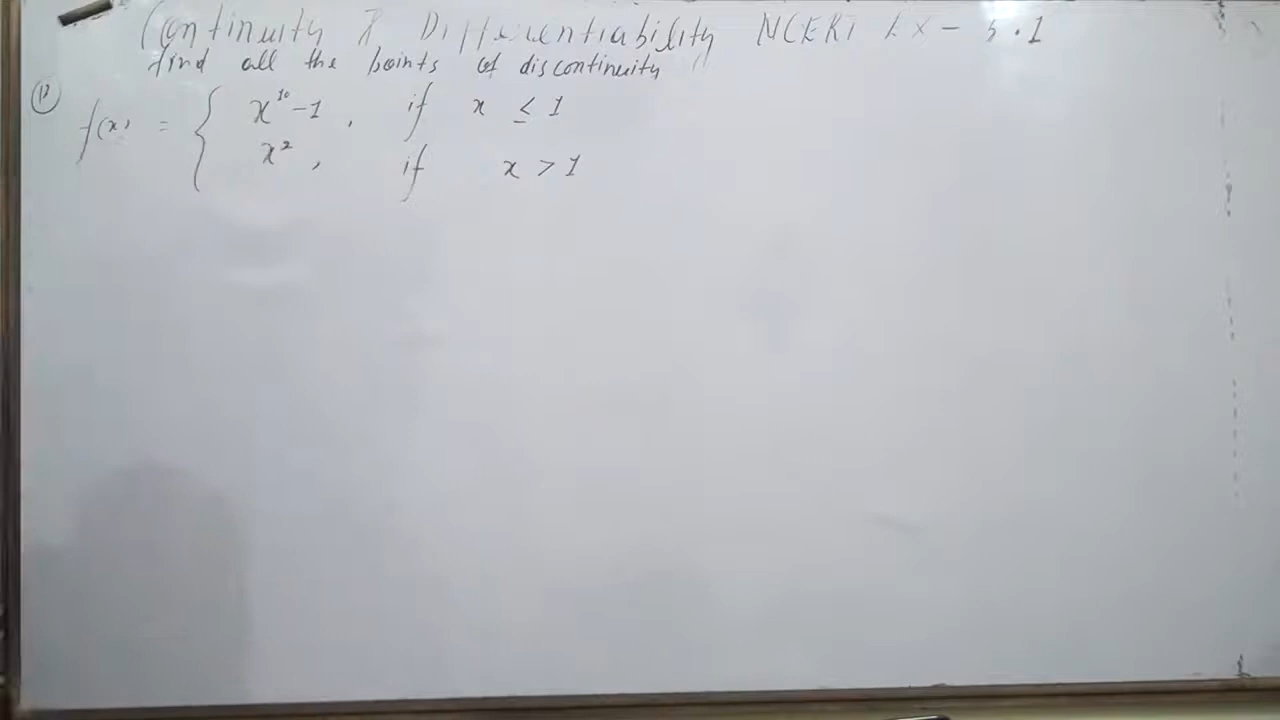 Continuity & Differentiability NCERT EX - 5.1
find all the points of discontinuity
(12) f(x) = { x¹⁰-1, if x ≤ 1
x², if x > 1